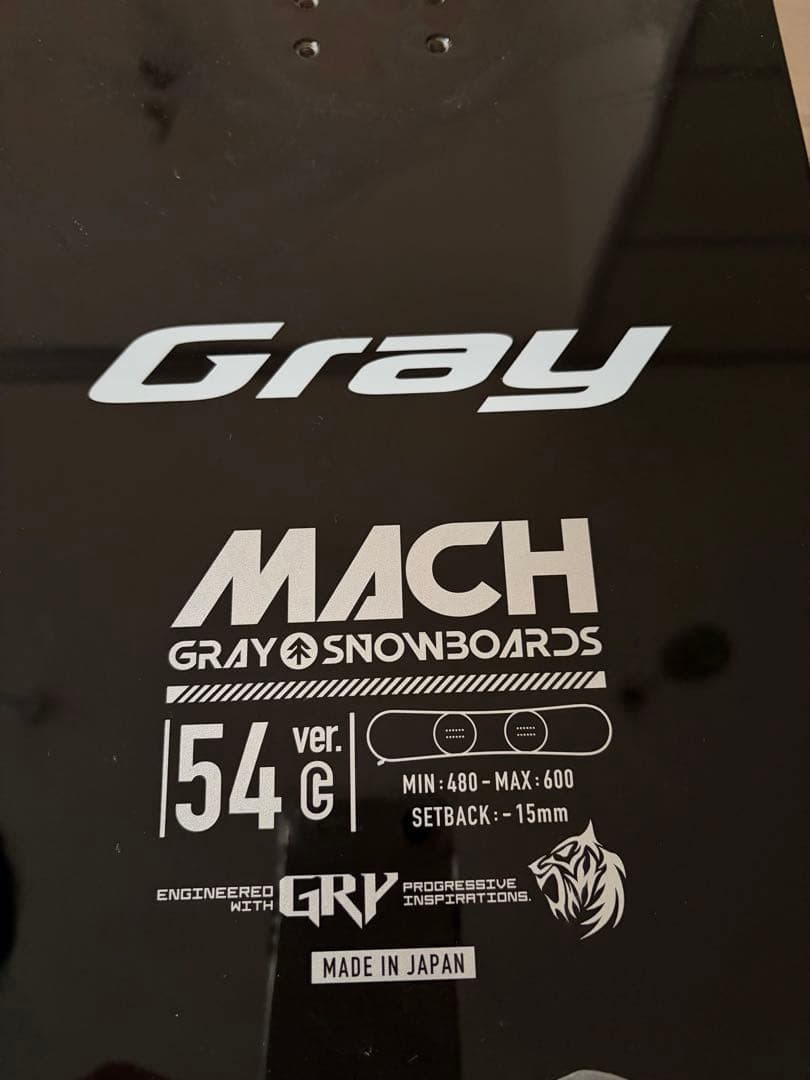 Gray
MACH
GRAY SNOWBOARDS
54 ver. C
MIN:480-MAX:600
SETBACK:-15mm
ENGINEERED WITH GRY PROGRESSIVE INSPIRATIONS.
MADE IN JAPAN